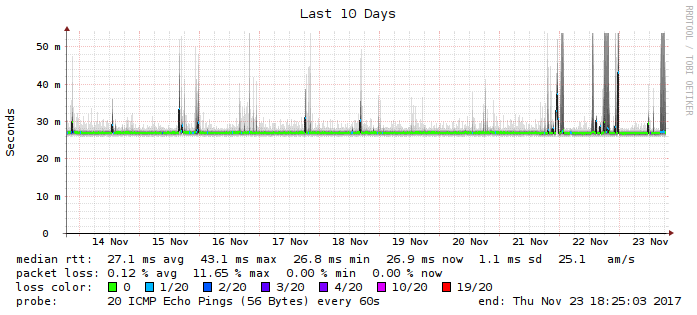 Last 10 Days
RRDTOOL / TOBI OETIKER
Seconds
50 m
40 m
30 m
20 m
10 m
0
14 Nov 15 Nov 16 Nov 17 Nov 18 Nov 19 Nov 20 Nov 21 Nov 22 Nov 23 Nov
median rtt: 27.1 ms avg 43.1 ms max 26.8 ms min 26.9 ms now 1.1 ms sd 25.1 am/s
packet loss: 0.12 % avg 11.65 % max 0.00 % min 0.00 % now
loss color: 0 1/20 2/20 3/20 4/20 10/20 19/20
probe: 20 ICMP Echo Pings (56 Bytes) every 60s end: Thu Nov 23 18:25:03 2017